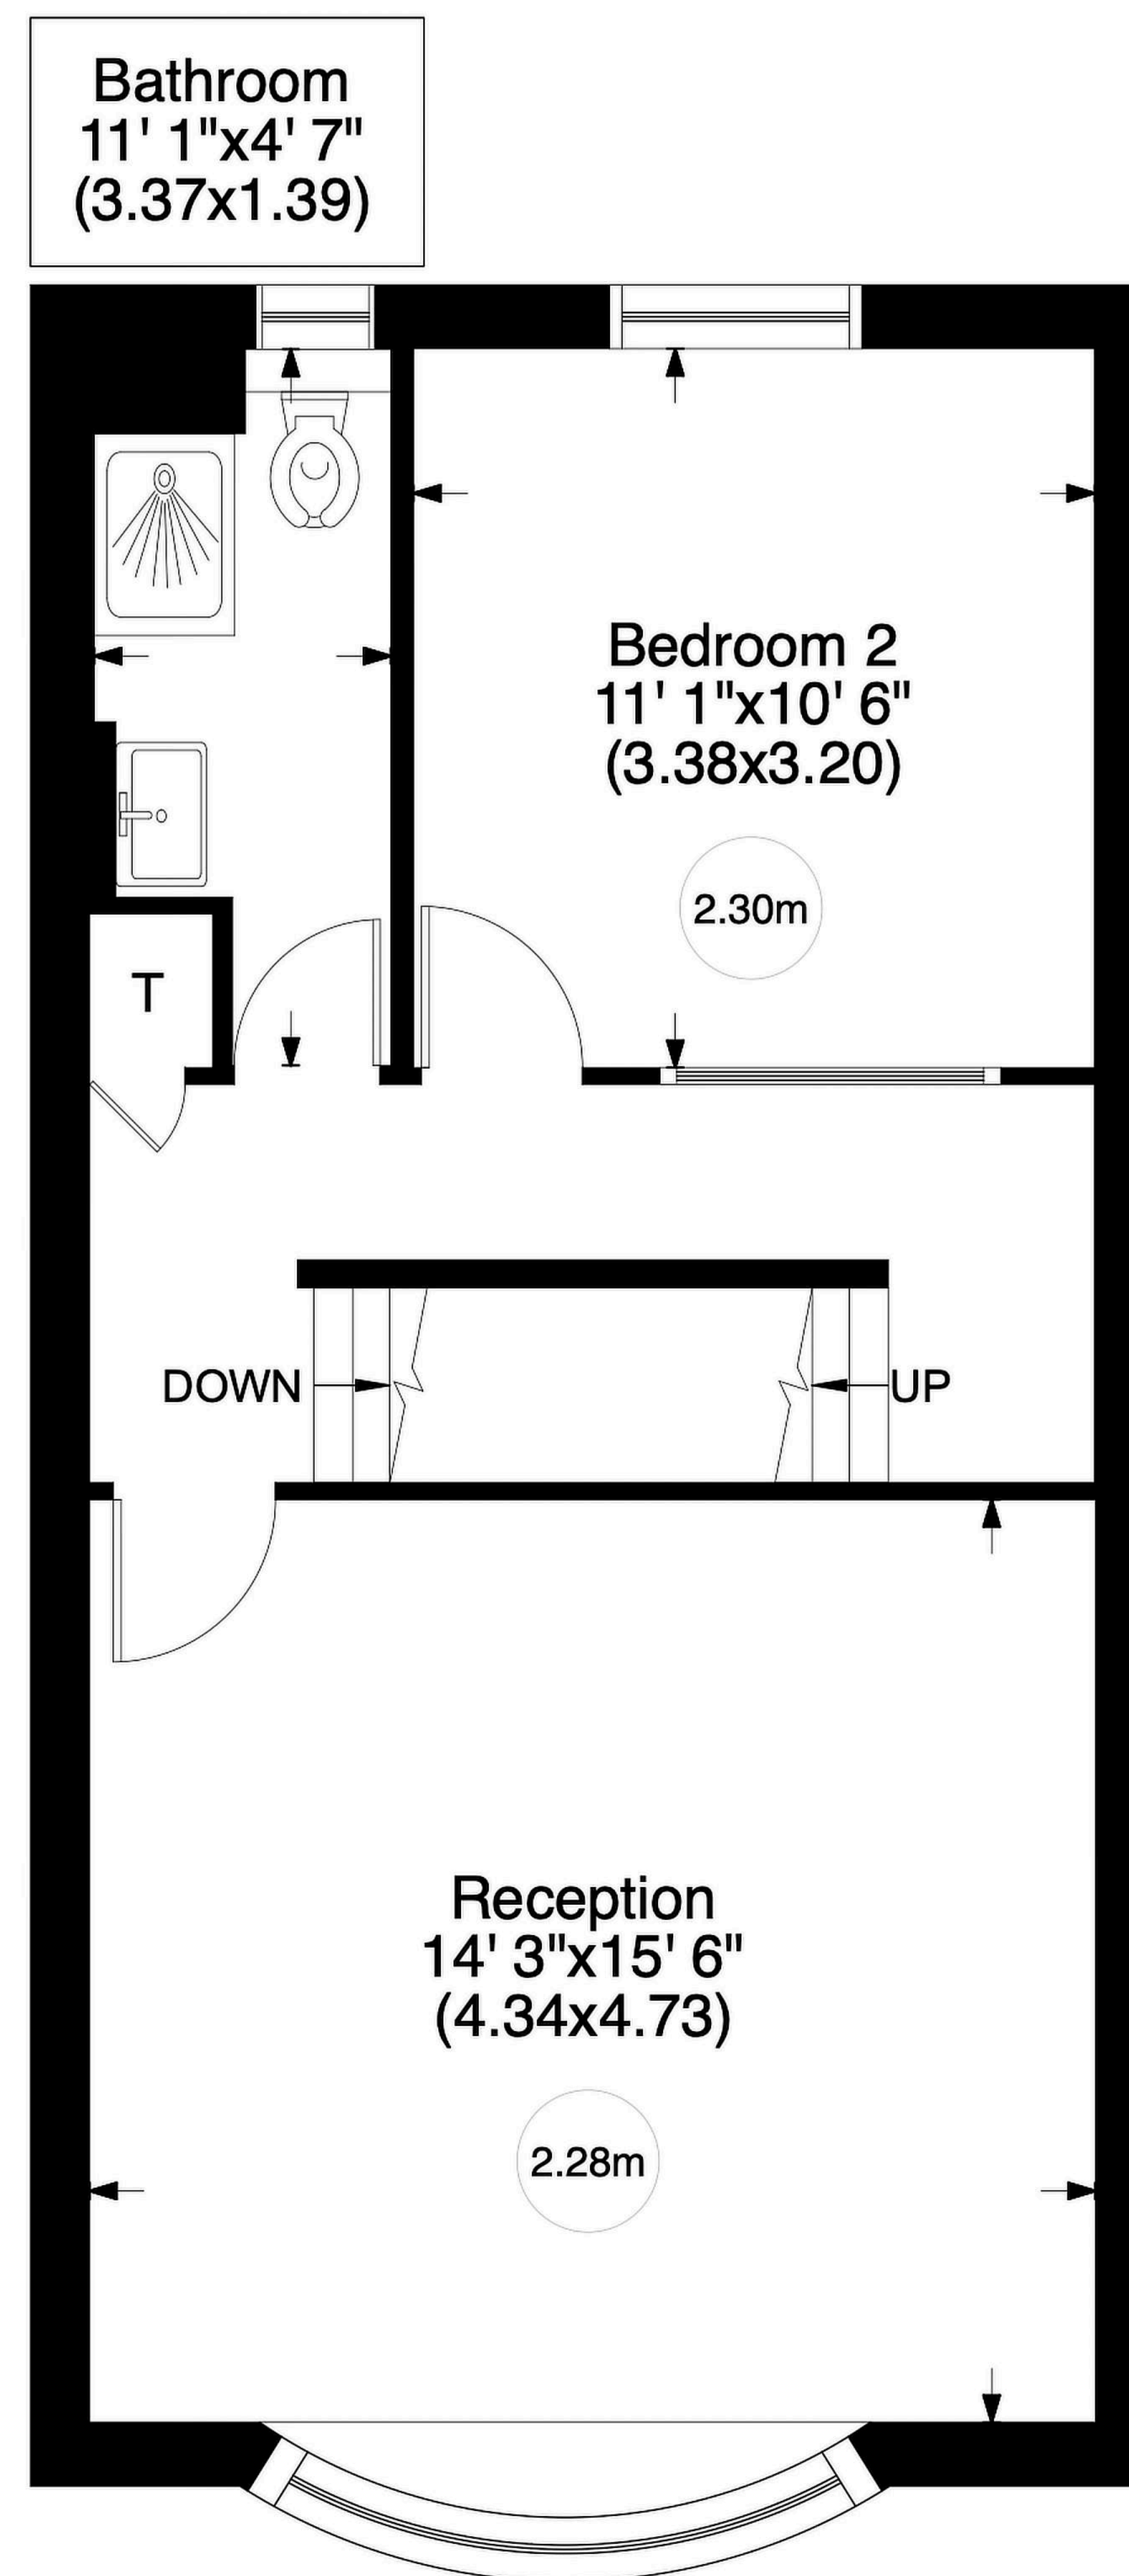 Bathroom
11' 1"x4' 7"
(3.37x1.39)
Bedroom 2
11' 1"x10' 6"
(3.38x3.20)
2.30m
T
DOWN
UP
Reception
14' 3"x15' 6"
(4.34x4.73)
2.28m